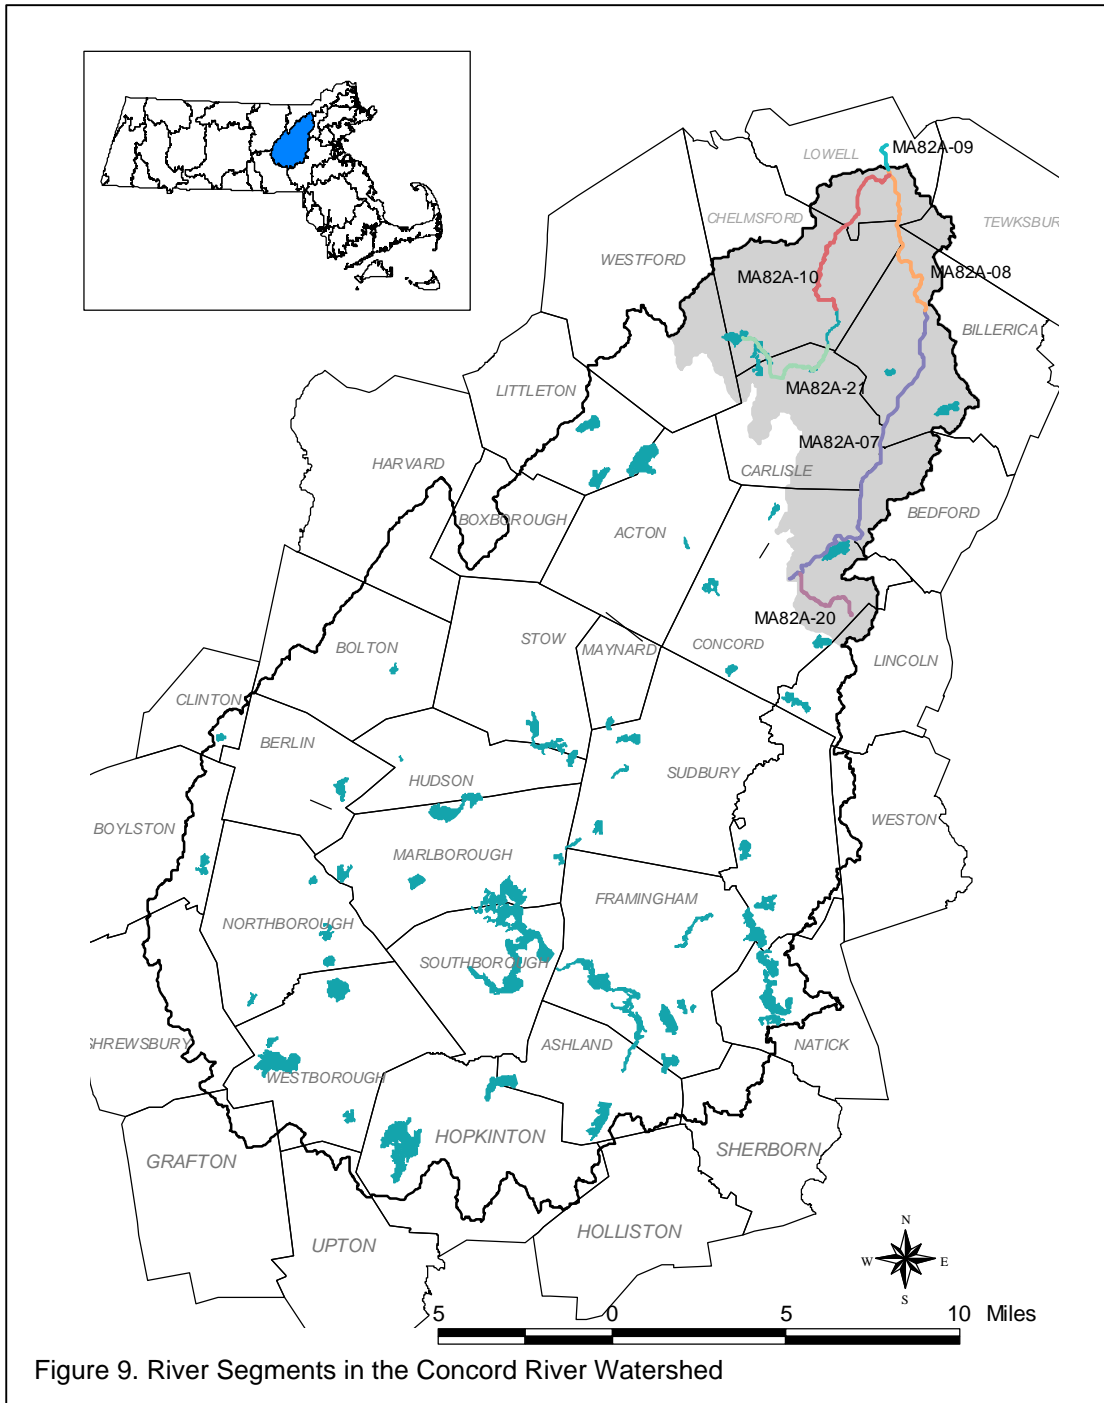 LOWELL
MA82A-09
CHELMSFORD
TEWKSBUR
WESTFORD
MA82A-10
MA82A-08
BILLERICA
LITTLETON
MA82A-21
HARVARD
MA82A-07
CARLISLE
BOXBOROUGH
ACTON
BEDFORD
MA82A-20
BOLTON
STOW
MAYNARD
CONCORD
LINCOLN
CLINTON
BERLIN
HUDSON
SUDBURY
BOYLSTON
WESTON
MARLBOROUGH
FRAMINGHAM
NORTHBOROUGH
SOUTHBOROUGH
SHREWSBURY
ASHLAND
NATICK
WESTBOROUGH
HOPKINTON
SHERBORN
GRAFTON
HOLLISTON
UPTON
N
W E
S
5 0 5 10 Miles
Figure 9. River Segments in the Concord River Watershed